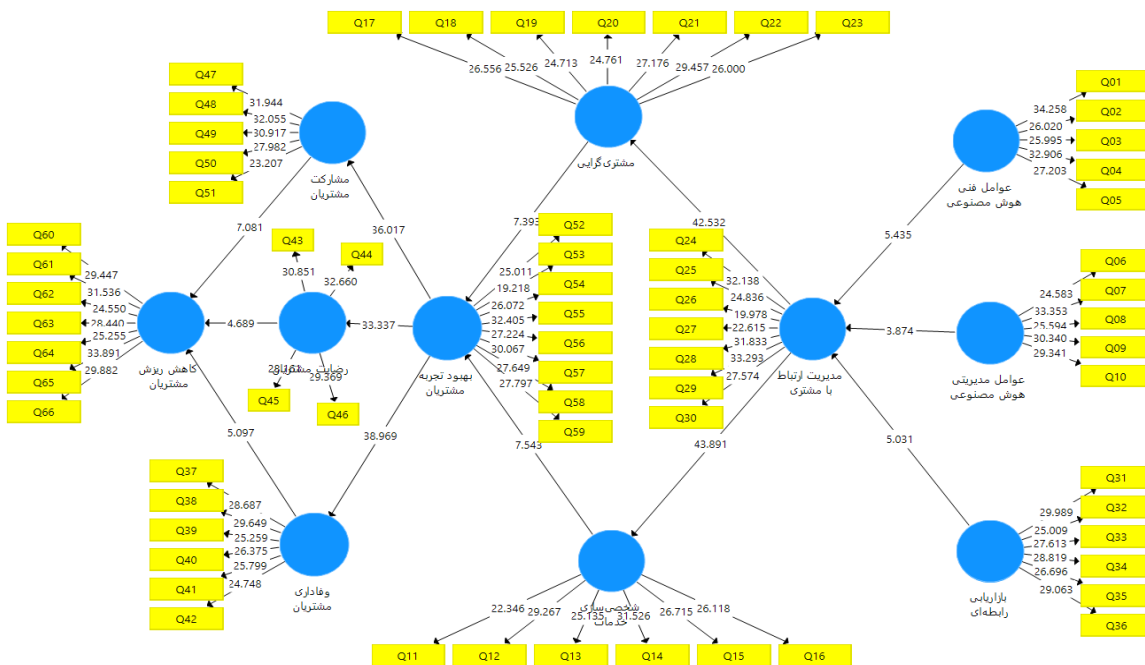 Q17
Q18
Q19
Q20
Q21
Q22
Q23
26.556
25.526
24.713
24.761
27.176
29.457
26.000
مشتری‌گرایی
Q47
Q48
Q49
Q50
Q51
31.944
32.055
30.917
27.982
23.207
مشارکت
مشتریان
Q01
Q02
Q03
Q04
Q05
34.258
26.020
25.995
32.906
27.203
عوامل فنی
هوش مصنوعی
7.081
36.017
7.393
42.532
5.435
Q60
Q61
Q62
Q63
Q64
Q65
Q66
29.447
31.536
24.550
28.440
25.255
33.891
29.882
کاهش ریزش
مشتریان
Q43
Q44
30.851
32.660
4.689
33.337
رضایت مشتریان
29.369
Q45
Q46
بهبود تجربه
مشتریان
Q52
Q53
Q54
Q55
Q56
Q57
Q58
Q59
25.011
19.218
26.072
32.405
27.224
30.067
27.649
27.797
Q24
Q25
Q26
Q27
Q28
Q29
Q30
32.138
24.836
19.978
22.615
31.833
33.293
27.574
مدیریت ارتباط
با مشتری
3.874
Q06
Q07
Q08
Q09
Q10
24.583
33.353
25.594
30.340
29.341
عوامل مدیریتی
هوش مصنوعی
5.097
38.969
7.543
43.891
5.031
Q37
Q38
Q39
Q40
Q41
Q42
28.687
29.649
25.259
26.375
25.799
24.748
وفاداری
مشتریان
شخصی‌سازی
خدمات
22.346
29.267
25.135
31.526
26.715
26.118
Q11
Q12
Q13
Q14
Q15
Q16
Q31
Q32
Q33
Q34
Q35
Q36
29.989
25.009
27.613
28.819
26.696
29.063
بازاریابی
رابطه‌ای